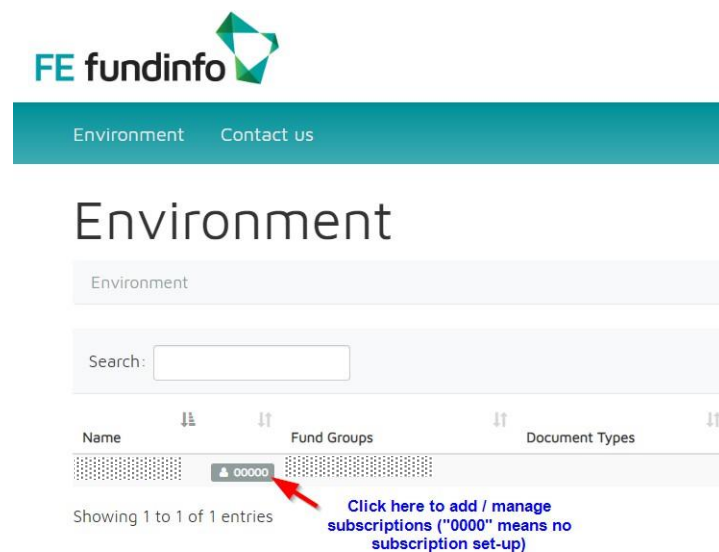 FE fundinfo
Environment Contact us
Environment
Environment
Search:
Name Fund Groups Document Types
00000
Showing 1 to 1 of 1 entries
Click here to add / manage
subscriptions ("0000" means no
subscription set-up)